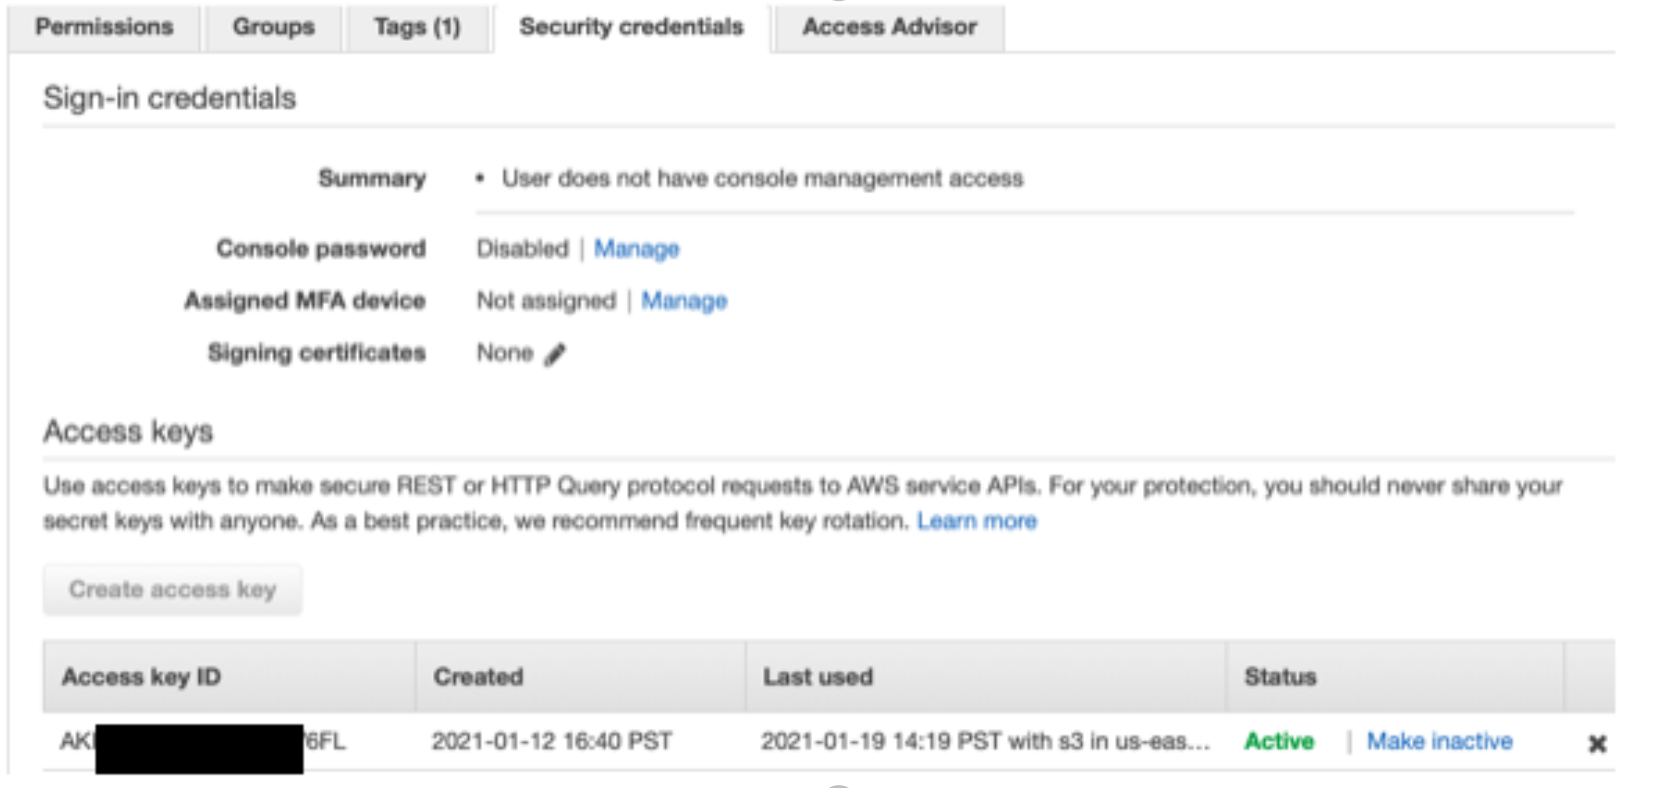 Permissions Groups Tags (1) Security credentials Access Advisor
Sign-in credentials
Summary • User does not have console management access
Console password Disabled | Manage
Assigned MFA device Not assigned | Manage
Signing certificates None
Access keys
Use access keys to make secure REST or HTTP Query protocol requests to AWS service APIs. For your protection, you should never share your
secret keys with anyone. As a best practice, we recommend frequent key rotation. Learn more
Create access key
Access key ID Created Last used Status
AKI 6FL 2021-01-12 16:40 PST 2021-01-19 14:19 PST with s3 in us-eas... Active | Make inactive